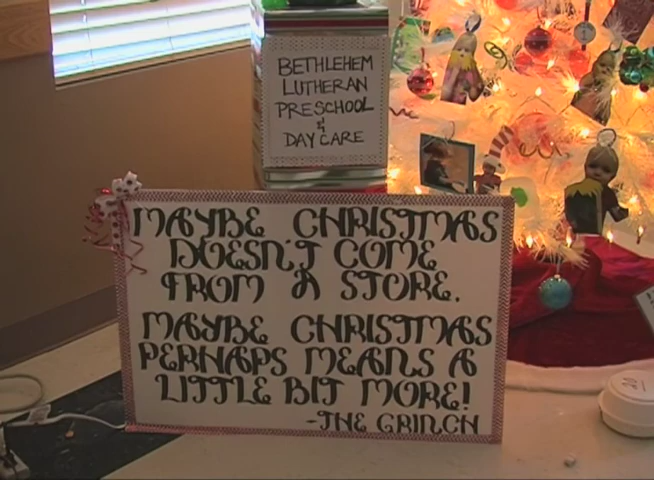 BETHLEHEM
LUTHERAN
PRESCHOOL
&
DAY CARE
MAYBE CHRISTMAS
DOESN'T COME
FROM A STORE.
MAYBE CHRISTMAS
PERHAPS MEANS A
LITTLE BIT MORE!
-THE GRINCH